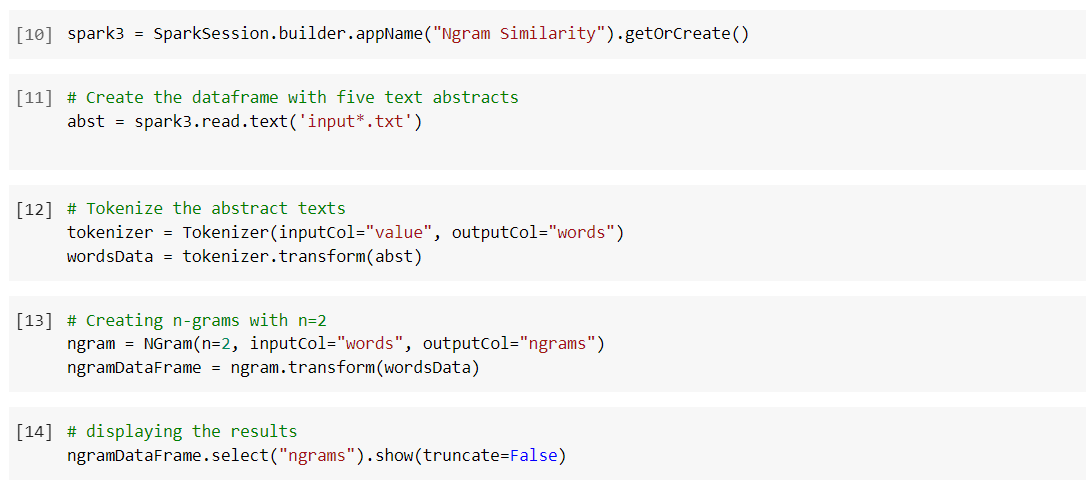 [10] spark3 = SparkSession.builder.appName("Ngram Similarity").getOrCreate()
[11] # Create the dataframe with five text abstracts
abst = spark3.read.text('input*.txt')
[12] # Tokenize the abstract texts
tokenizer = Tokenizer(inputCol="value", outputCol="words")
wordsData = tokenizer.transform(abst)
[13] # Creating n-grams with n=2
ngram = NGram(n=2, inputCol="words", outputCol="ngrams")
ngramDataFrame = ngram.transform(wordsData)
[14] # displaying the results
ngramDataFrame.select("ngrams").show(truncate=False)